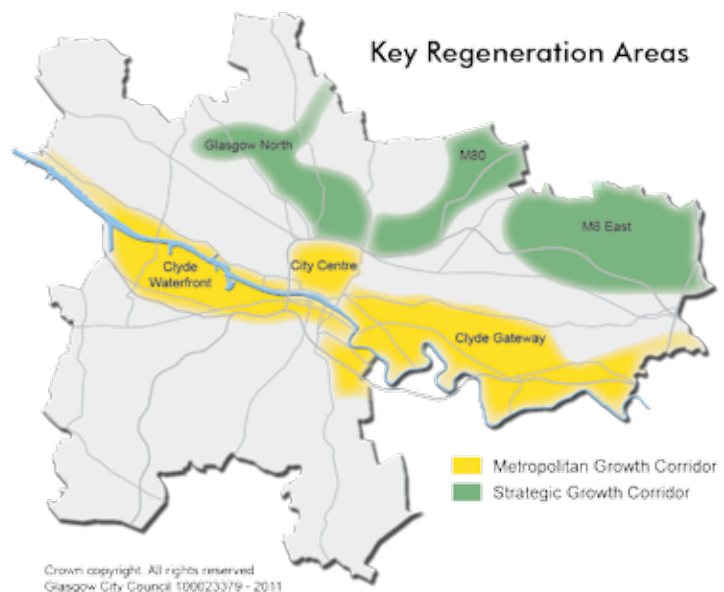 Key Regeneration Areas
Glasgow North
M80
M8 East
City Centre
Clyde
Waterfront
Clyde Gateway
Metropolitan Growth Corridor
Strategic Growth Corridor
Crown copyright. All rights reserved
Glasgow City Council 100023379 - 2011